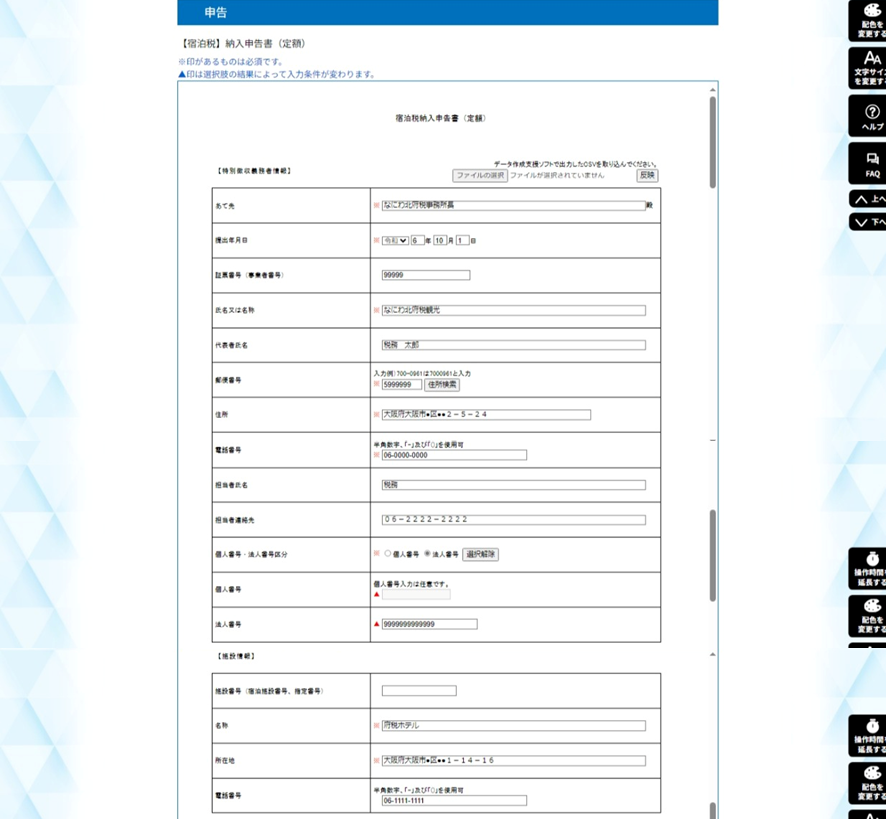 申告
【宿泊税】納入申告書（定額）
※印があるものは必須です。
▲印は選択肢の結果によって入力条件が変わります。
宿泊税納入申告書（定額）
データ作成支援ソフトで出力したCSVを取り込んでください。
【特別徴収義務者情報】
ファイルの選択 ファイルが選択されていません 反映
あて先 ※ なにわ北府税事務所長 殿
提出年月日 ※ 令和 6 年 10 月 1 日
証票番号（事業者番号） 99999
氏名又は名称 ※ なにわ北府税観光
代表者氏名 税務　太郎
入力例）700-0961は7000961と入力
郵便番号 ※ 5999999 住所検索
住所 ※ 大阪府大阪市●区●●２－５－２４
半角数字、「-」及び「()」を使用可
電話番号 ※ 06-0000-0000
担当者氏名 税務
担当者連絡先 ０６－２２２２－２２２２
個人番号・法人番号区分 ※ 個人番号 法人番号 選択解除
個人番号入力は任意です。
個人番号 ▲
法人番号 ▲ 9999999999999
【施設情報】
施設番号（宿泊施設番号、指定番号）
名称 ※ 府税ホテル
所在地 ※ 大阪府大阪市●区●●１－１４－１６
半角数字、「-」及び「()」を使用可
電話番号 ※ 06-1111-1111
配色を
変更する
AA
文字サイ
を変更す
?
ヘルプ
FAQ
上へ
下へ
操作時間
延長する
配色を
変更する
操作時間
延長する
配色を
変更する